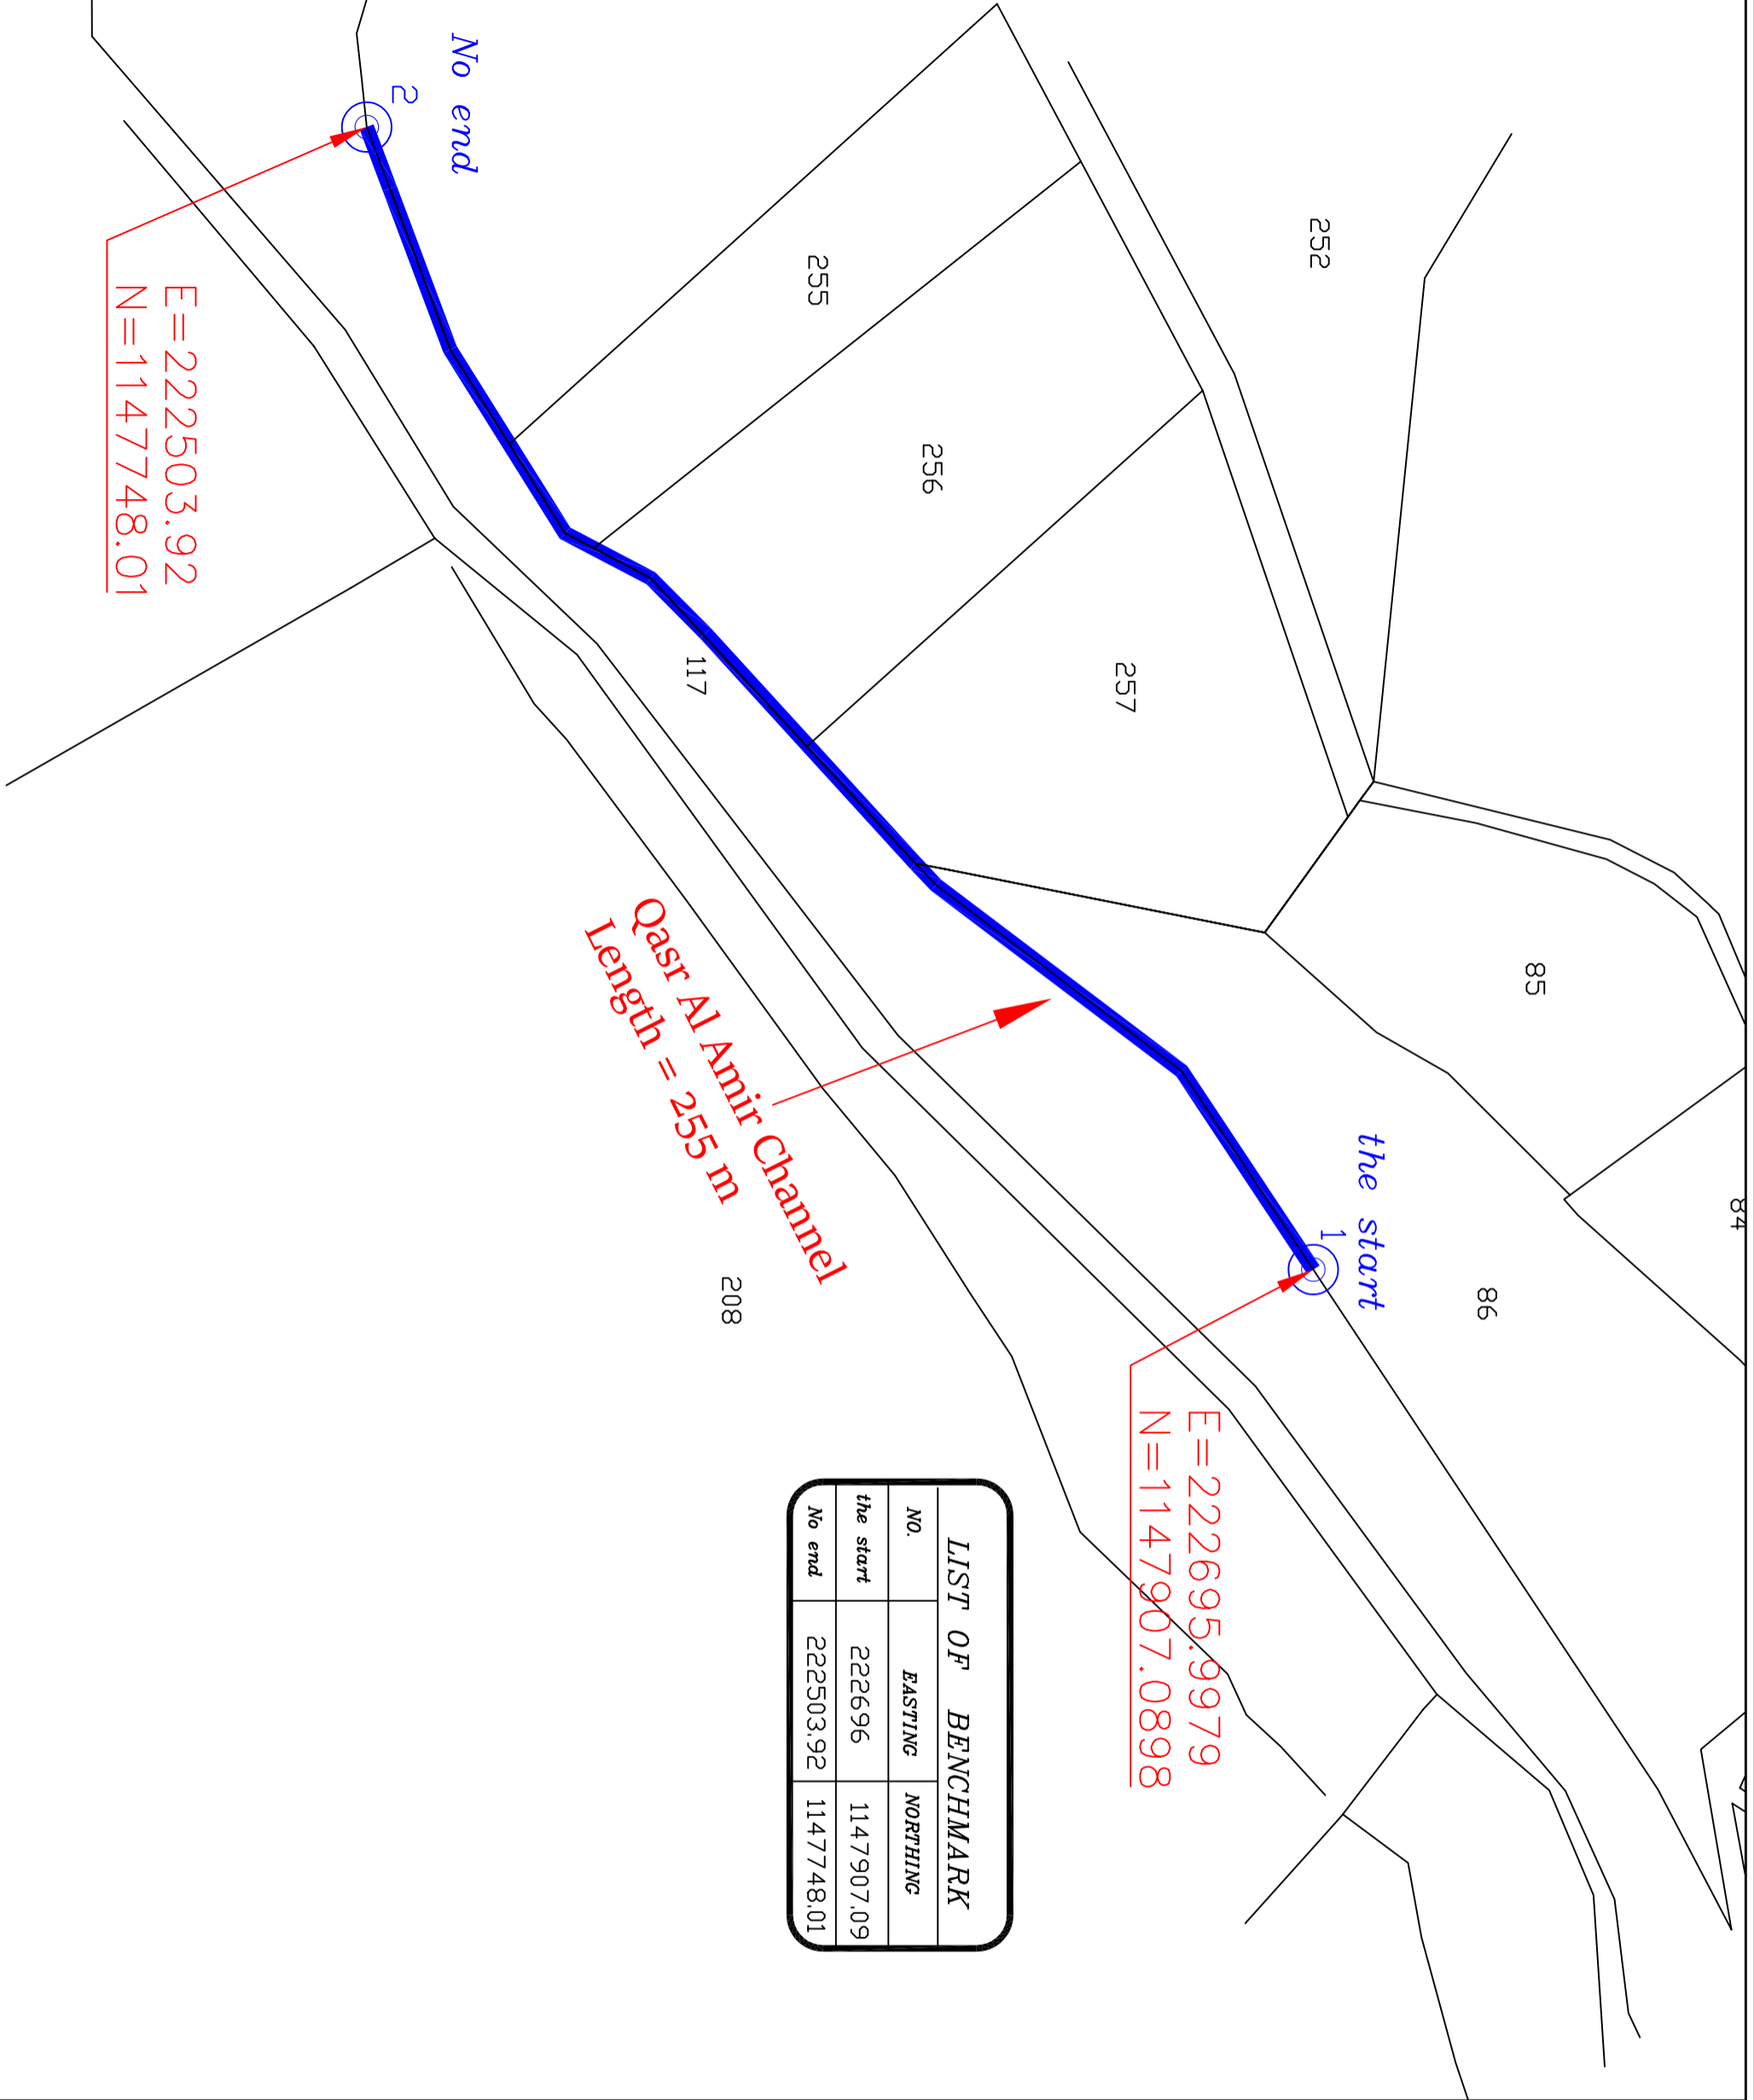 84
252
85
86
the start
1
257
E=222695.9979
N=1147907.0898
256
255
LIST OF BENCHMARK
NO. EASTING NORTHING
the start 222696 1147907.09
No end 222503.92 1147748.01
117
Qasr Al Amir Channel
Length = 255 m
208
No end
2
E=222503.92
N=1147748.01